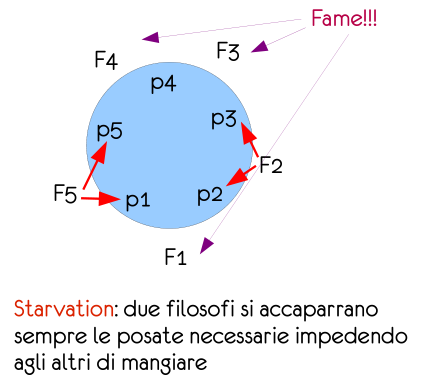 Fame!!!
F3
F4
p4
p3
p5
F2
F5
p1
p2
F1
Starvation: due filosofi si accaparrano
sempre le posate necessarie impedendo
agli altri di mangiare